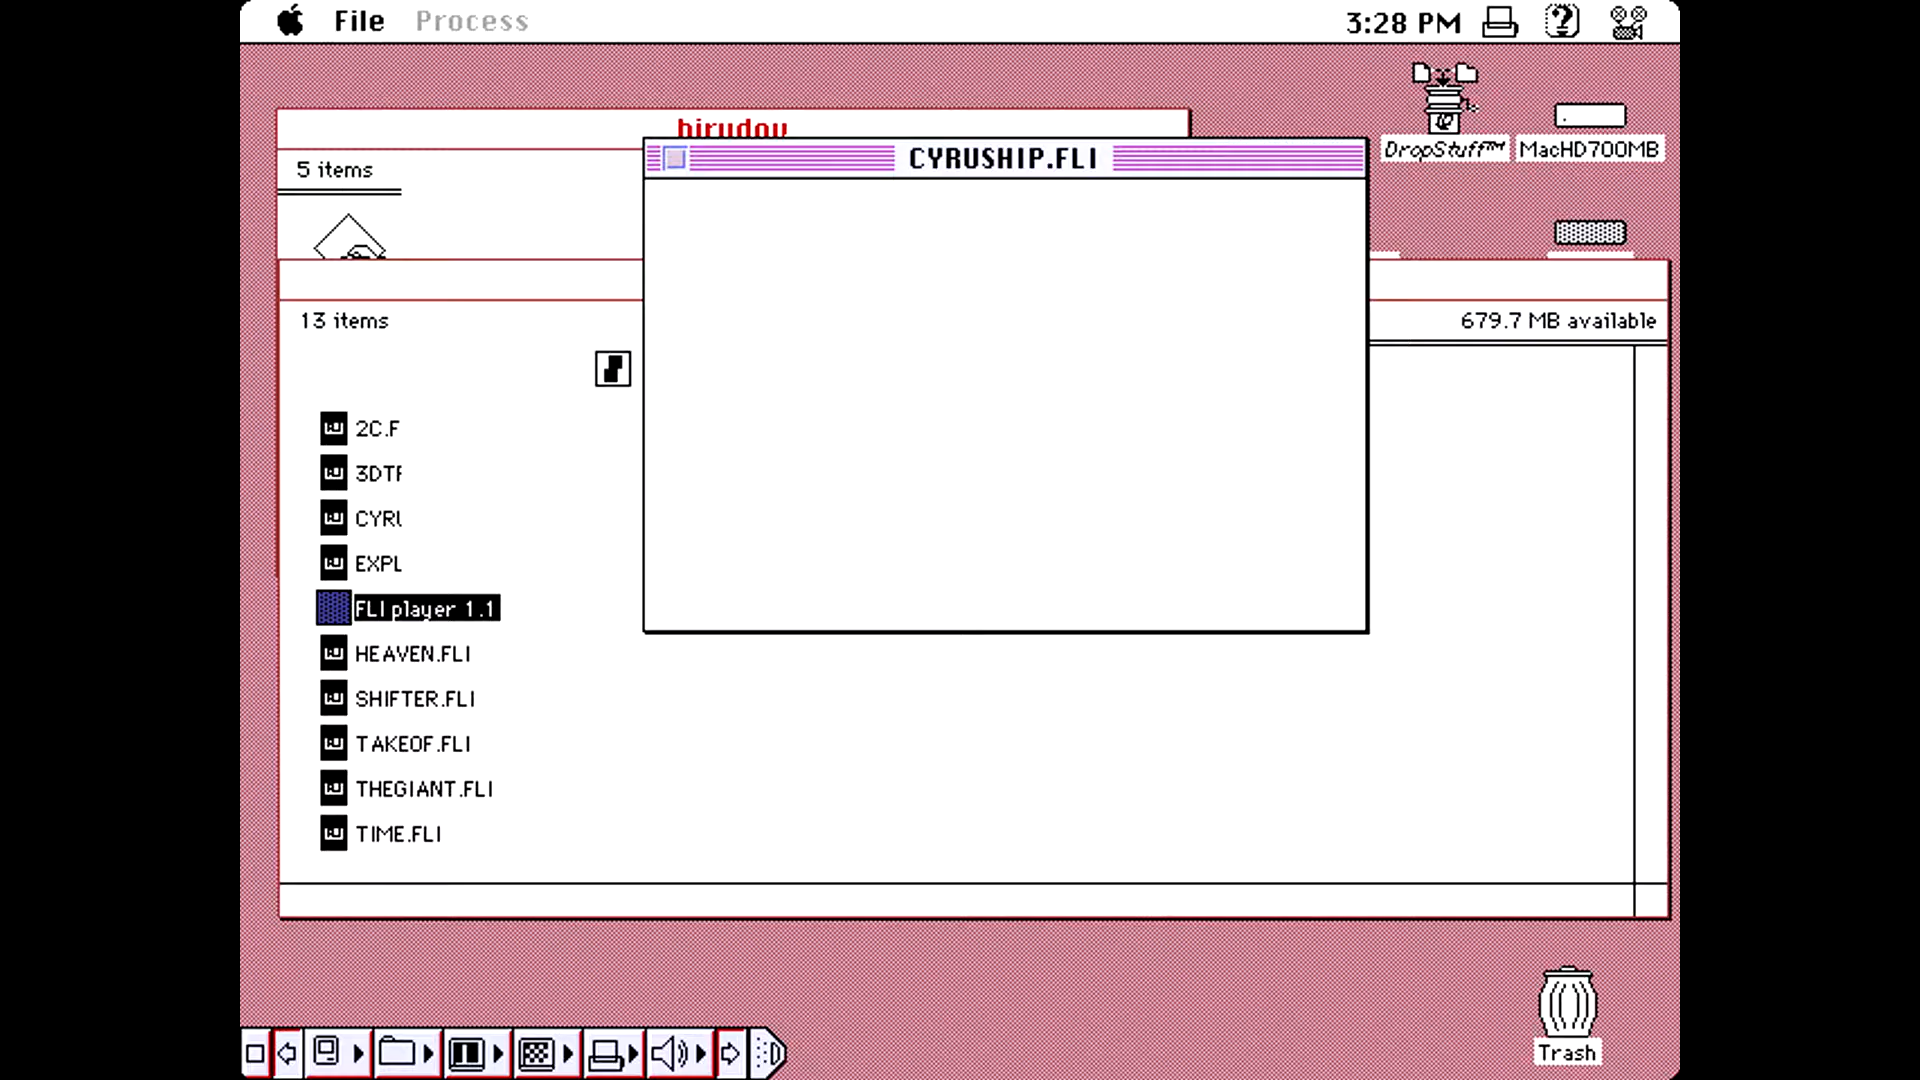 File Process 3:28 PM
hirudou
CYRUSHIP.FLI
DropStuff™ MacHD700MB
5 items
13 items
679.7 MB available
2C.F
3DTF
CYRU
EXPL
FLI player 1.1
HEAVEN.FLI
SHIFTER.FLI
TAKEOF.FLI
THEGIANT.FLI
TIME.FLI
Trash